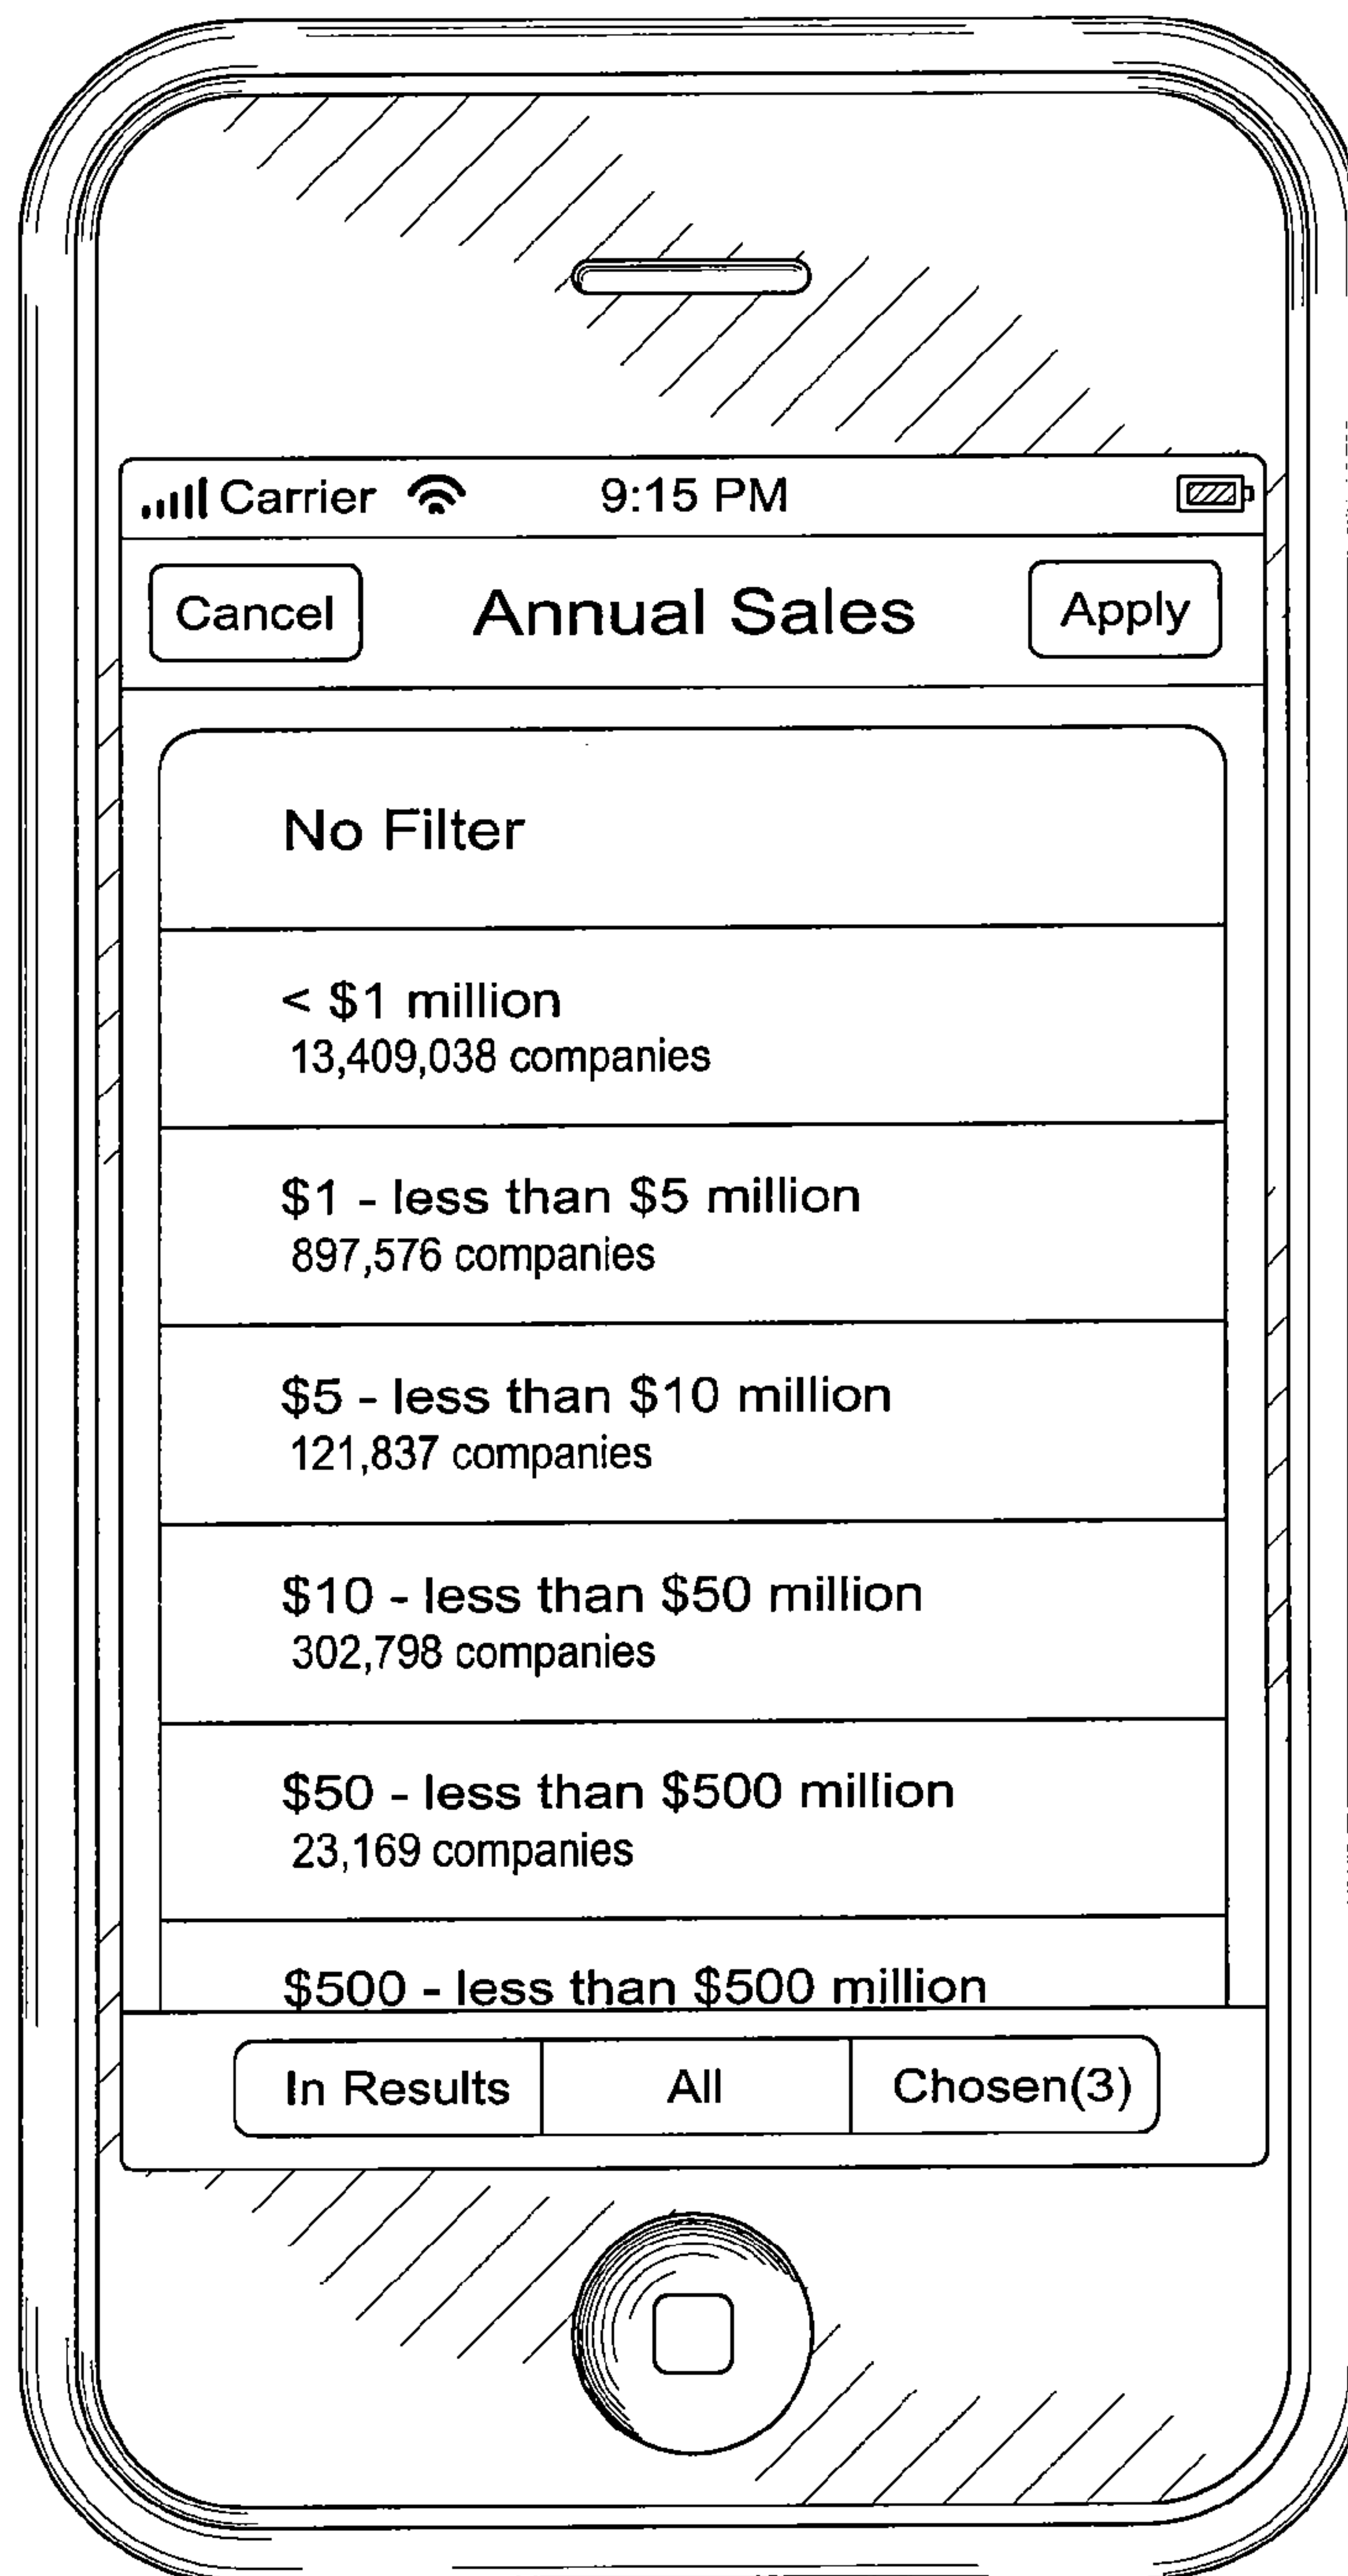 Carrier 9:15 PM
Cancel Annual Sales Apply
No Filter
< $1 million
13,409,038 companies
$1 - less than $5 million
897,576 companies
$5 - less than $10 million
121,837 companies
$10 - less than $50 million
302,798 companies
$50 - less than $500 million
23,169 companies
$500 - less than $500 million
In Results All Chosen(3)